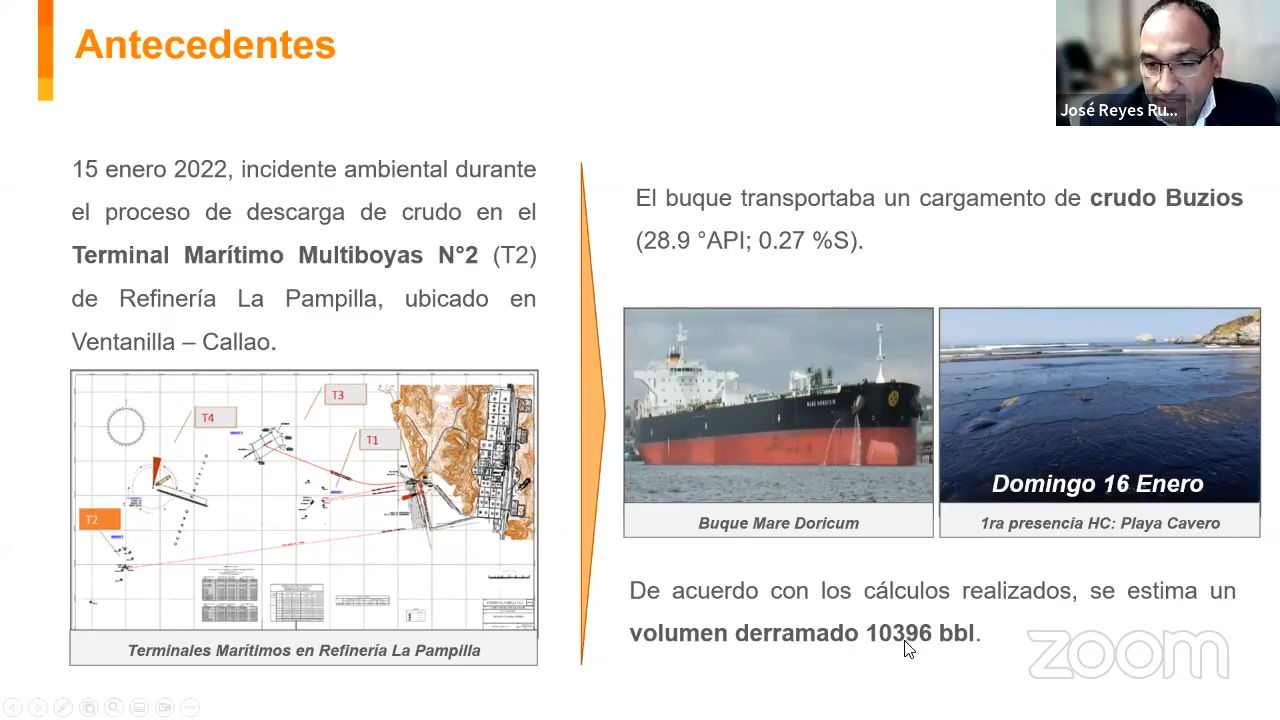 Antecedentes
José Reyes Ru...
15 enero 2022, incidente ambiental durante
el proceso de descarga de crudo en el
Terminal Marítimo Multiboyas N°2 (T2)
de Refinería La Pampilla, ubicado en
Ventanilla – Callao.
T3
T4
T1
T2
Terminales Marítimos en Refinería La Pampilla
El buque transportaba un cargamento de crudo Buzios
(28.9 °API; 0.27 %S).
MARE DORICUM
Domingo 16 Enero
Buque Mare Doricum
1ra presencia HC: Playa Cavero
De acuerdo con los cálculos realizados, se estima un
volumen derramado 10396 bbl.
zoom